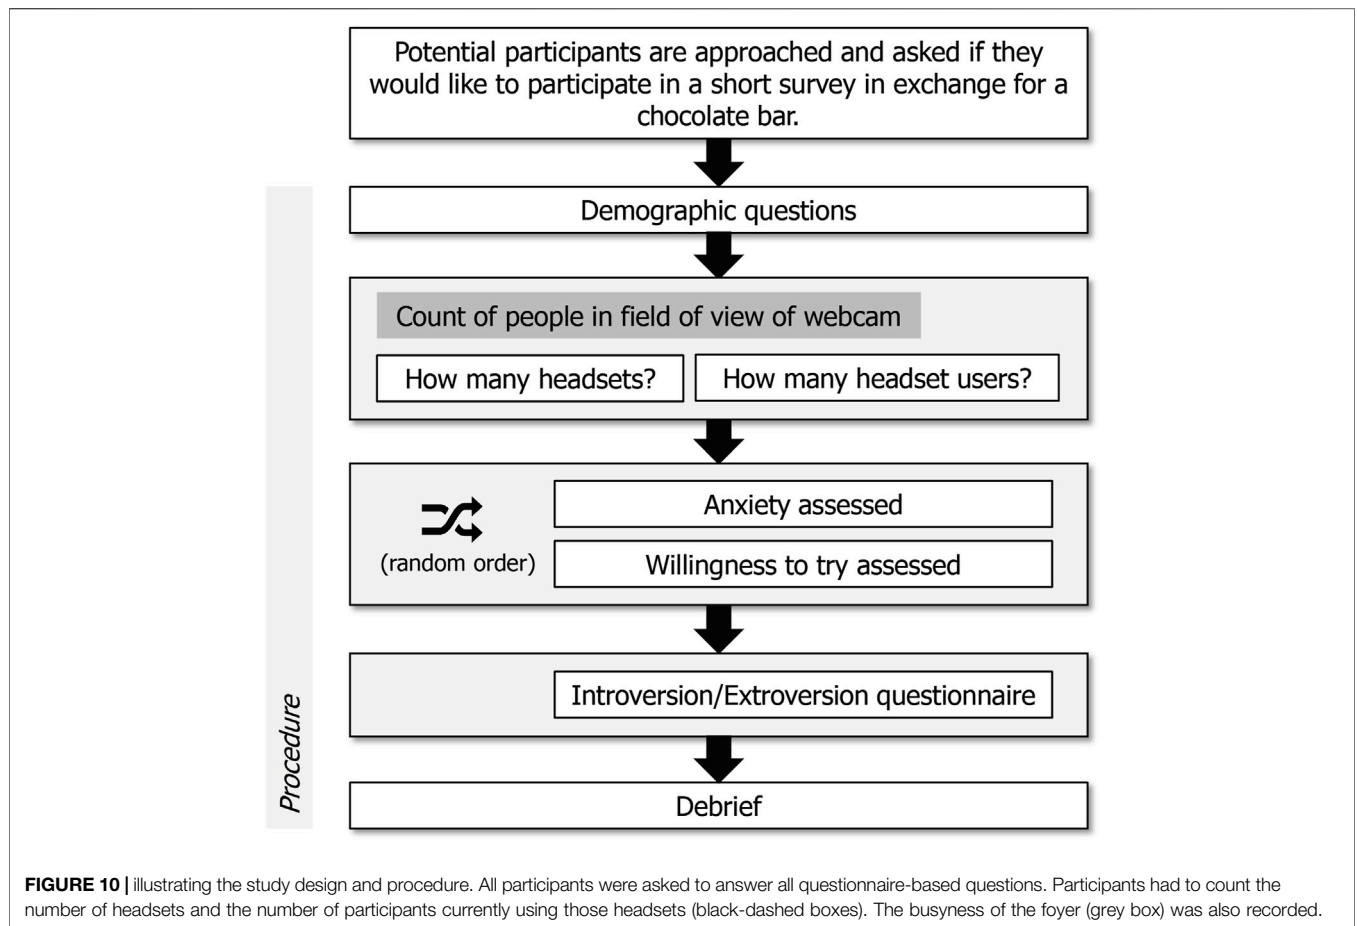 Potential participants are approached and asked if they
would like to participate in a short survey in exchange for a
chocolate bar.
Demographic questions
Count of people in field of view of webcam
How many headsets?
How many headset users?
(random order)
Anxiety assessed
Willingness to try assessed
Introversion/Extroversion questionnaire
Procedure
Debrief
FIGURE 10 | illustrating the study design and procedure. All participants were asked to answer all questionnaire-based questions. Participants had to count the
number of headsets and the number of participants currently using those headsets (black-dashed boxes). The busyness of the foyer (grey box) was also recorded.